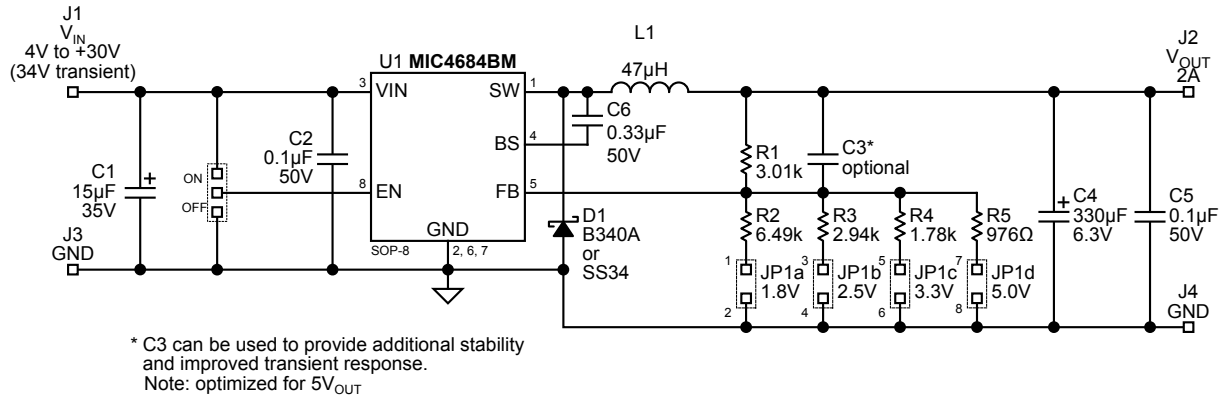 J1
V_IN
4V to +30V
(34V transient)
U1 MIC4684BM
3
VIN
SW
1
BS
4
8
EN
FB
5
GND
SOP-8
2, 6, 7
L1
47µH
J2
V_OUT
2A
C1
15µF
35V
+
ON
OFF
C2
0.1µF
50V
C6
0.33µF
50V
R1
3.01k
C3*
optional
D1
B340A
or
SS34
R2
6.49k
R3
2.94k
R4
1.78k
R5
976Ω
1
JP1a
1.8V
2
3
JP1b
2.5V
4
5
JP1c
3.3V
6
7
JP1d
5.0V
8
+
C4
330µF
6.3V
C5
0.1µF
50V
J3
GND
J4
GND
* C3 can be used to provide additional stability
and improved transient response.
Note: optimized for 5V_OUT